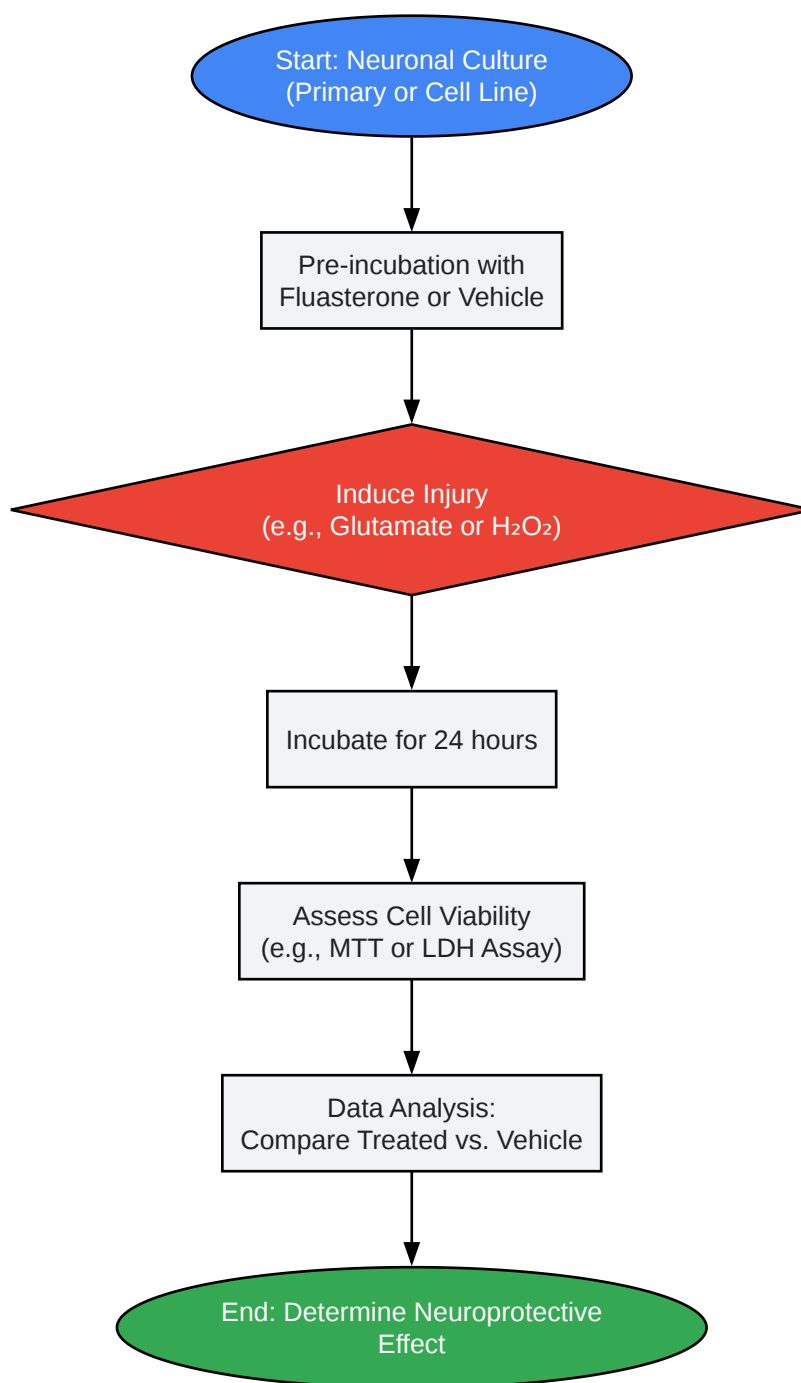 Start: Neuronal Culture
(Primary or Cell Line)
Pre-incubation with
Fluasterone or Vehicle
Induce Injury
(e.g., Glutamate or H₂O₂)
Incubate for 24 hours
Assess Cell Viability
(e.g., MTT or LDH Assay)
Data Analysis:
Compare Treated vs. Vehicle
End: Determine Neuroprotective
Effect